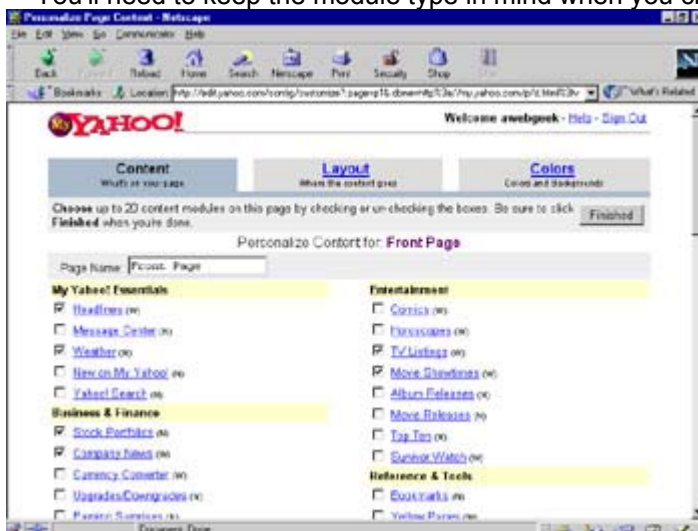 You'll need to keep the module type in mind when you
Personalize Page Content - Netscape
File Edit View Go Communicator Help
Back Forward Reload Home Search Netscape Print Security Shop Stop
Bookmarks Location What's Related
My YAHOO!
Welcome awebgeek - Help - Sign Out
Content
What's on your page
Layout
Where the content goes
Colors
Colors and Backgrounds
Choose up to 20 content modules on this page by checking or un-checking the boxes. Be sure to click
Finished when you're done.
Finished
Personalize Content for: Front Page
Page Name: Front Page
My Yahoo! Essentials
Headlines (W)
Message Center (N)
Weather (N)
New on My Yahoo!
Yahoo! Search (N)
Business & Finance
Stock Portfolios (N)
Company News (W)
Currency Converter (W)
Upgrades/Downgrades
Entertainment
Comics (W)
Horoscopes (W)
TV Listings (W)
Movie Showtimes (W)
Album Releases
Movie Releases (N)
Top Ten
Survivor Watch
Reference & Tools
Bookmarks
Yellow Pages
Document: Done